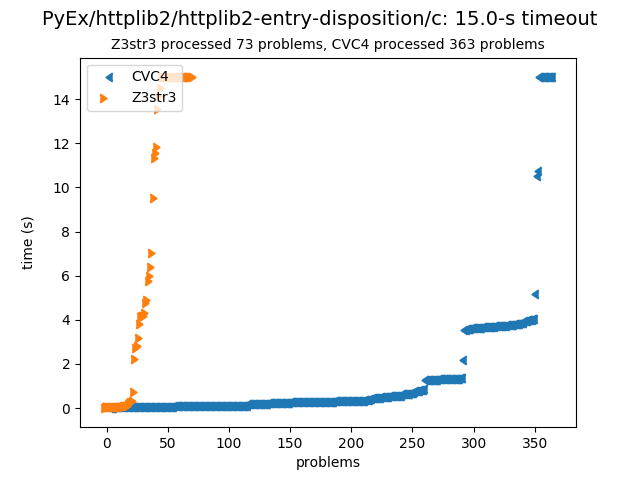 PyEx/httplib2/httplib2-entry-disposition/c: 15.0-s timeout
Z3str3 processed 73 problems, CVC4 processed 363 problems
CVC4
Z3str3
14
12
10
8
6
4
2
0
time (s)
0 50 100 150 200 250 300 350
problems